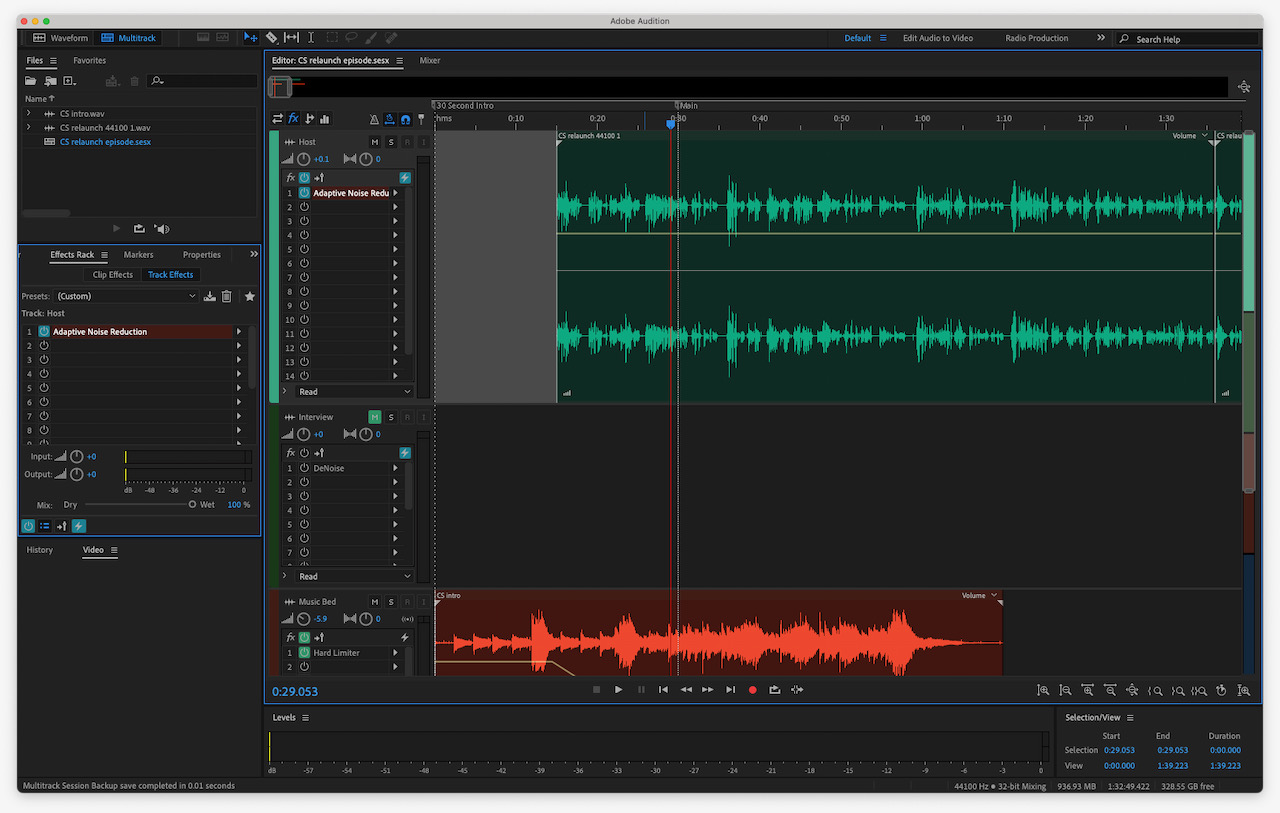 Adobe Audition
Waveform Multitrack Default Edit Audio to Video Radio Production Search Help
Files Favorites
Name
CS intro.wav
CS relaunch 44100 1.wav
CS relaunch episode.sesx
Effects Rack Markers Properties
Clip Effects Track Effects
Presets: (Custom)
Track: Host
1 Adaptive Noise Reduction
2
3
4
5
6
7
8
Input: +0
Output: +0
dB -48 -36 -24 -12 0
Mix: Dry Wet 100 %
History Video
Editor: CS relaunch episode.sesx Mixer
30 Second Intro Main
hms 0:10 0:20 0:30 0:40 0:50 1:00 1:10 1:20 1:30
Host M S R I
+0.1 0
fx
1 Adaptive Noise Redu
2
3
4
5
6
7
8
9
10
11
12
13
14
Read
CS relaunch 44100 1 Volume CS relau
Interview M S R I
+0 0
fx
1 DeNoise
2
3
4
5
6
7
Read
Music Bed M S R I
-5.9 0
fx
1 Hard Limiter
2
CS intro Volume
0:29.053
Levels
dB -57 -54 -51 -48 -45 -42 -39 -36 -33 -30 -27 -24 -21 -18 -15 -12 -9 -6 -3 0
Selection/View
Start End Duration
Selection 0:29.053 0:29.053 0:00.000
View 0:00.000 1:39.223 1:39.223
Multitrack Session Backup save completed in 0.01 seconds
44100 Hz ● 32-bit Mixing 936.93 MB 1:32:49.422 328.55 GB free